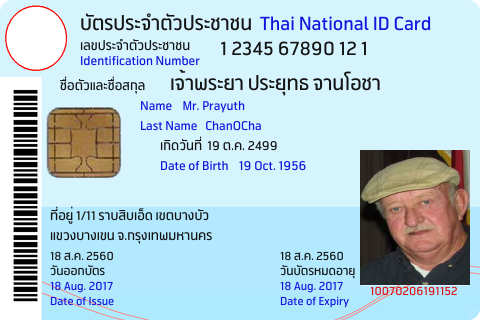 บัตรประจำตัวประชาชน Thai National ID Card
เลขประจำตัวประชาชน 1 2345 67890 12 1
Identification Number
ชื่อตัวและชื่อสกุล เจ้าพระยา ประยุทธ จานโอชา
Name Mr. Prayuth
Last Name ChanOCha
เกิดวันที่ 19 ต.ค. 2499
Date of Birth 19 Oct. 1956
ที่อยู่ 1/11 ราบสิบเอ็ด เขตบางบัว
แขวงบางเขน จ.กรุงเทพมหานคร
18 ส.ค. 2560 18 ส.ค. 2560
วันออกบัตร วันบัตรหมดอายุ
18 Aug. 2017 18 Aug. 2017
Date of Issue Date of Expiry
10070206191152